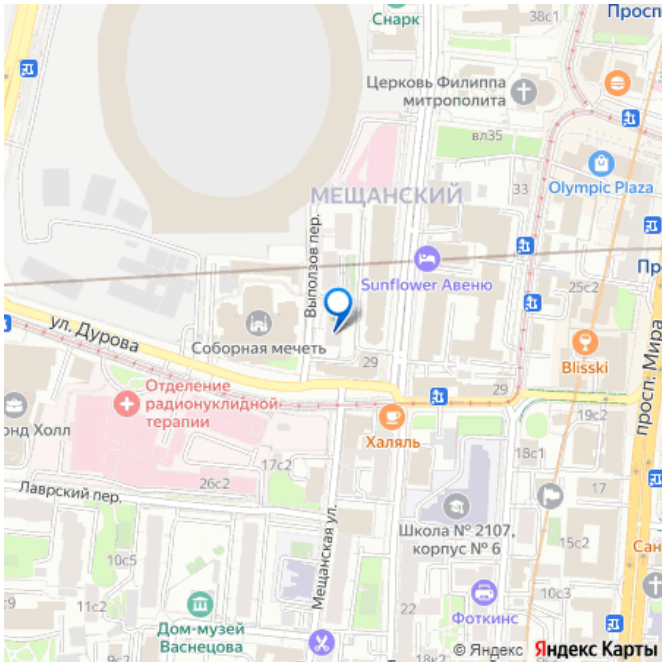 Снарк
38с1
Просп
Церковь Филиппа
митрополита
вл35
Olympic Plaza
33
МЕЩАНСКИЙ
Выползов пер.
Sunflower Авеню
Про
25с2
ул. Дурова
Соборная мечеть
Blisski
просп. Мира
29
29
Отделение
радионуклидной
терапии
онд Холл
Халяль
19с2
18с1
17с2
26с2
17
Лаврский пер.
Мещанская ул.
Школа № 2107,
корпус № 6
15с2
Сан
10с5
10с3
11с2
22
Фоткинс
Дом-музей
Васнецова
© Яндекс Яндекс Карты